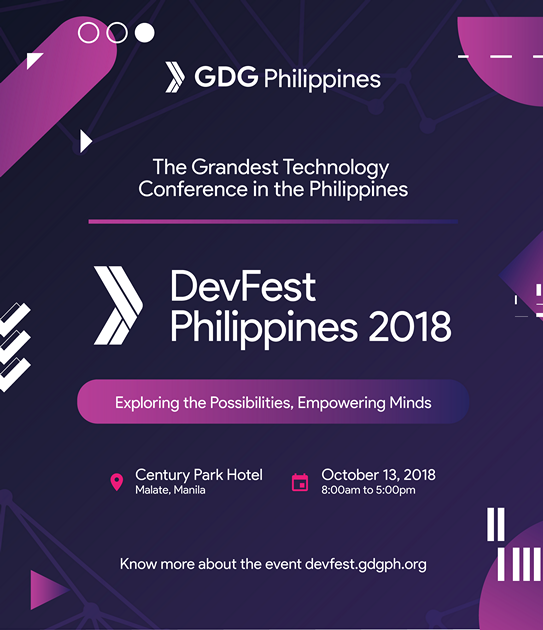 GDG Philippines
The Grandest Technology
Conference in the Philippines
DevFest
Philippines 2018
Exploring the Possibilities, Empowering Minds
Century Park Hotel
Malate, Manila
October 13, 2018
8:00am to 5:00pm
Know more about the event devfest.gdgph.org